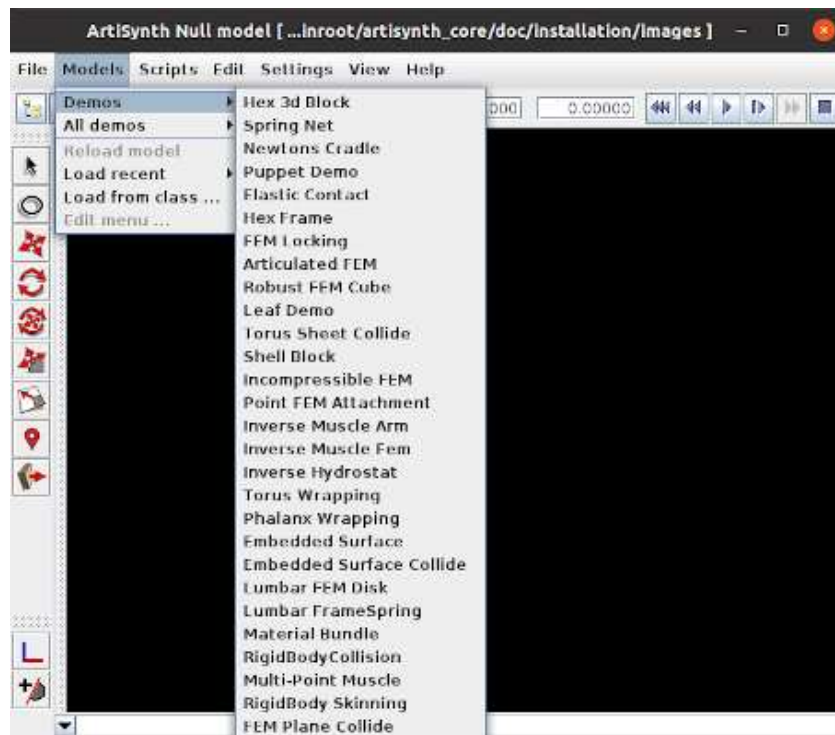 ArtiSynth Null model [ ...inroot/artisynth_core/doc/installation/images ]
File Models Scripts Edit Settings View Help
000 0.00000
Demos
All demos
Reload model
Load recent
Load from class ...
Edit menu ...
Hex 3d Block
Spring Net
Newtons Cradle
Puppet Demo
Elastic Contact
Hex Frame
FEM Locking
Articulated FEM
Robust FEM Cube
Leaf Demo
Torus Sheet Collide
Shell Block
Incompressible FEM
Point FEM Attachment
Inverse Muscle Arm
Inverse Muscle Fem
Inverse Hydrostat
Torus Wrapping
Phalanx Wrapping
Embedded Surface
Embedded Surface Collide
Lumbar FEM Disk
Lumbar FrameSpring
Material Bundle
RigidBodyCollision
Multi-Point Muscle
RigidBody Skinning
FEM Plane Collide